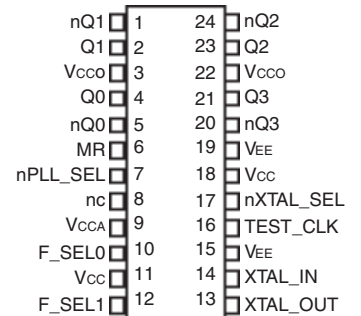 nQ1 1 24 nQ2
Q1 2 23 Q2
VCCO 3 22 VCCO
Q0 4 21 Q3
nQ0 5 20 nQ3
MR 6 19 VEE
nPLL_SEL 7 18 VCC
nc 8 17 nXTAL_SEL
VCCA 9 16 TEST_CLK
F_SEL0 10 15 VEE
VCC 11 14 XTAL_IN
F_SEL1 12 13 XTAL_OUT